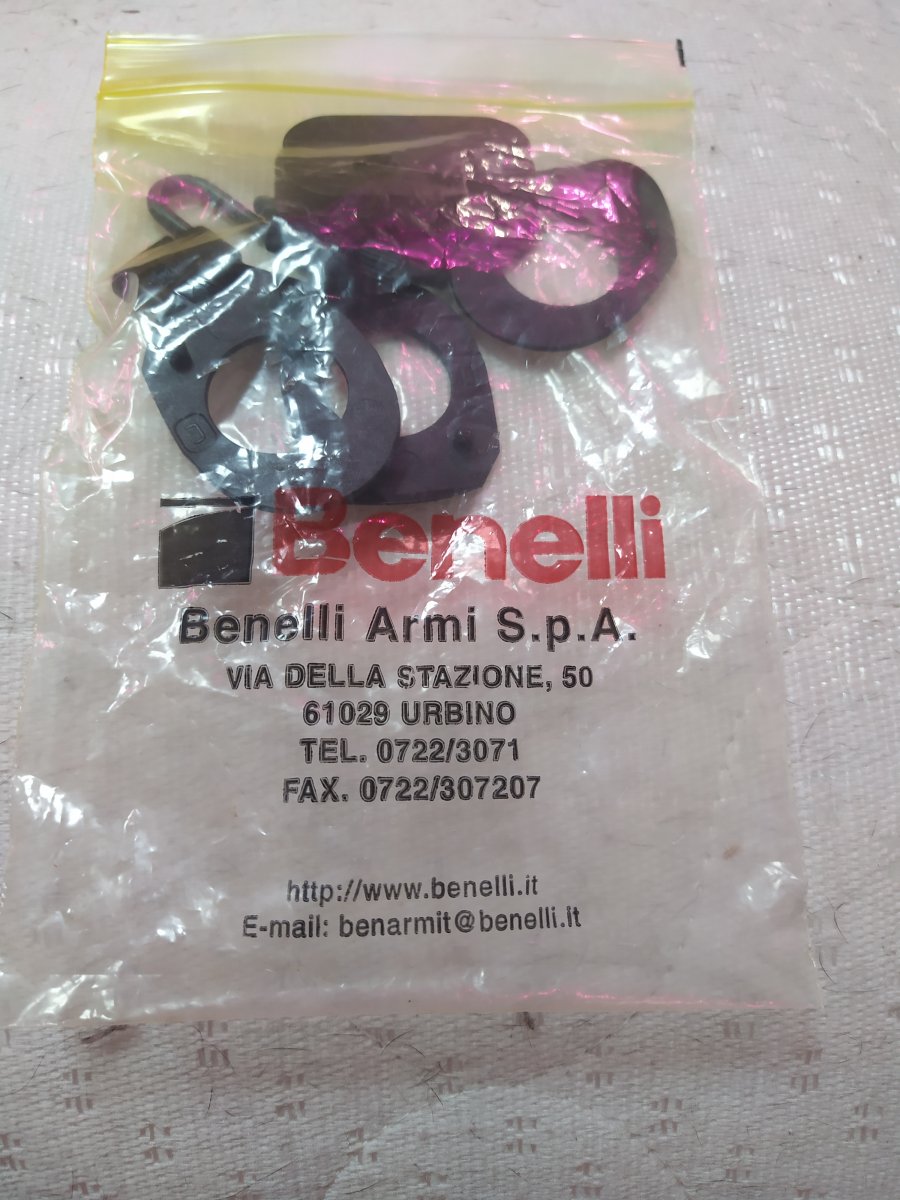 Benelli
Benelli Armi S.p.A.
VIA DELLA STAZIONE, 50
61029 URBINO
TEL. 0722/3071
FAX. 0722/307207
http://www.benelli.it
E-mail: benarmit@benelli.it